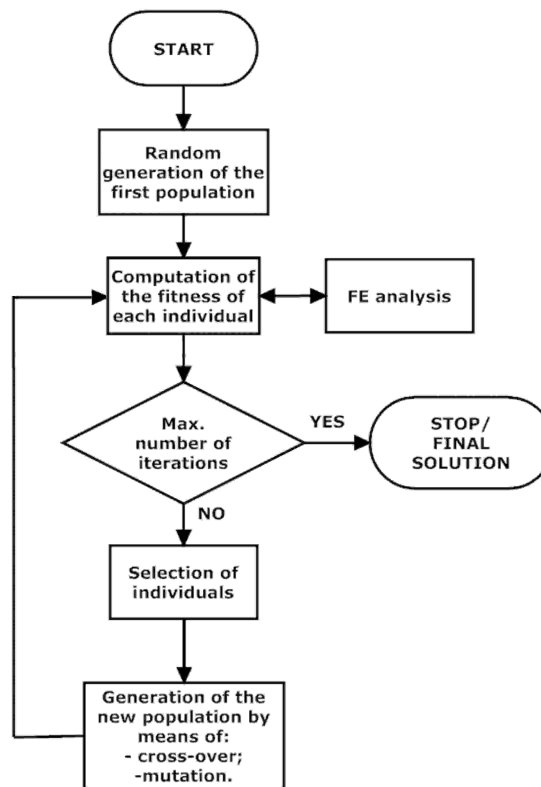 START
Random
generation of the
first population
Computation of
the fitness of
each individual
FE analysis
Max.
number of
iterations
YES
STOP/
FINAL
SOLUTION
NO
Selection of
individuals
Generation of the
new population by
means of:
- cross-over;
-mutation.